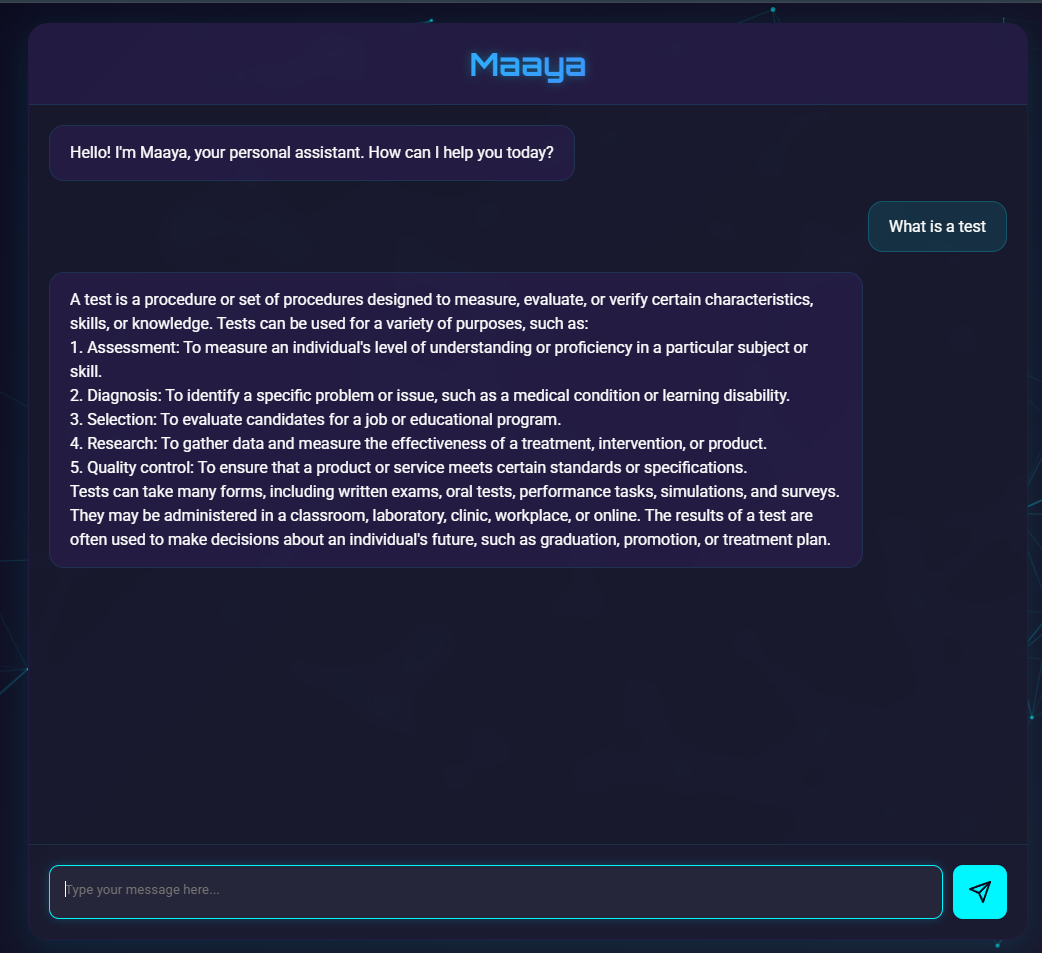 Maaya
Hello! I'm Maaya, your personal assistant. How can I help you today?
What is a test
A test is a procedure or set of procedures designed to measure, evaluate, or verify certain characteristics,
skills, or knowledge. Tests can be used for a variety of purposes, such as:
1. Assessment: To measure an individual's level of understanding or proficiency in a particular subject or
skill.
2. Diagnosis: To identify a specific problem or issue, such as a medical condition or learning disability.
3. Selection: To evaluate candidates for a job or educational program.
4. Research: To gather data and measure the effectiveness of a treatment, intervention, or product.
5. Quality control: To ensure that a product or service meets certain standards or specifications.
Tests can take many forms, including written exams, oral tests, performance tasks, simulations, and surveys.
They may be administered in a classroom, laboratory, clinic, workplace, or online. The results of a test are
often used to make decisions about an individual's future, such as graduation, promotion, or treatment plan.
Type your message here...